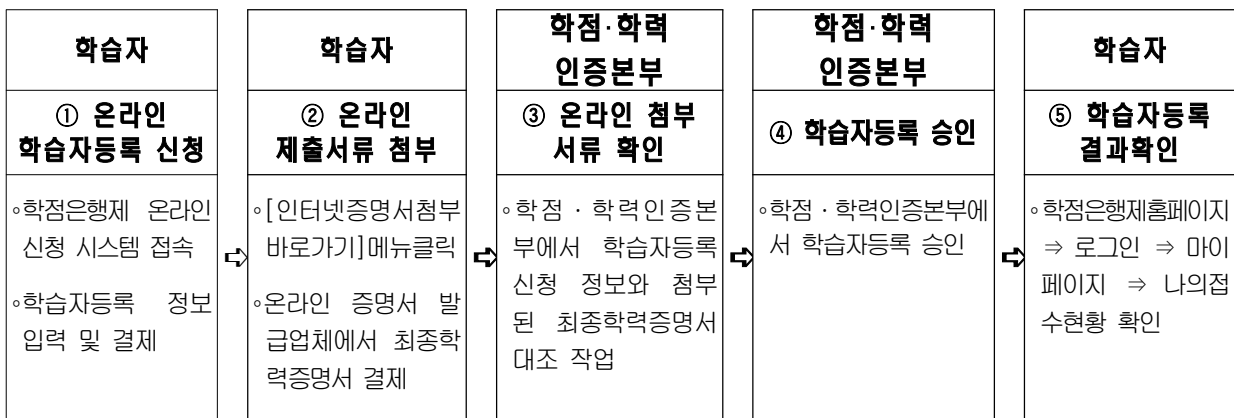 학습자
① 온라인
학습자등록 신청
◦학점은행제 온라인
신청 시스템 접속
◦학습자등록 정보
입력 및 결제
➪
학습자
② 온라인
제출서류 첨부
◦[인터넷증명서첨부
바로가기]메뉴클릭
◦온라인 증명서 발
급업체에서 최종학
력증명서 결제
➪
학점·학력
인증본부
③ 온라인 첨부
서류 확인
◦학점·학력인증본
부에서 학습자등록
신청 정보와 첨부
된 최종학력증명서
대조 작업
➪
학점·학력
인증본부
④ 학습자등록 승인
◦학점·학력인증본부에
서 학습자등록 승인
➪
학습자
⑤ 학습자등록
결과확인
◦학점은행제홈페이지
⇒ 로그인 ⇒ 마이
페이지 ⇒ 나의접
수현황 확인